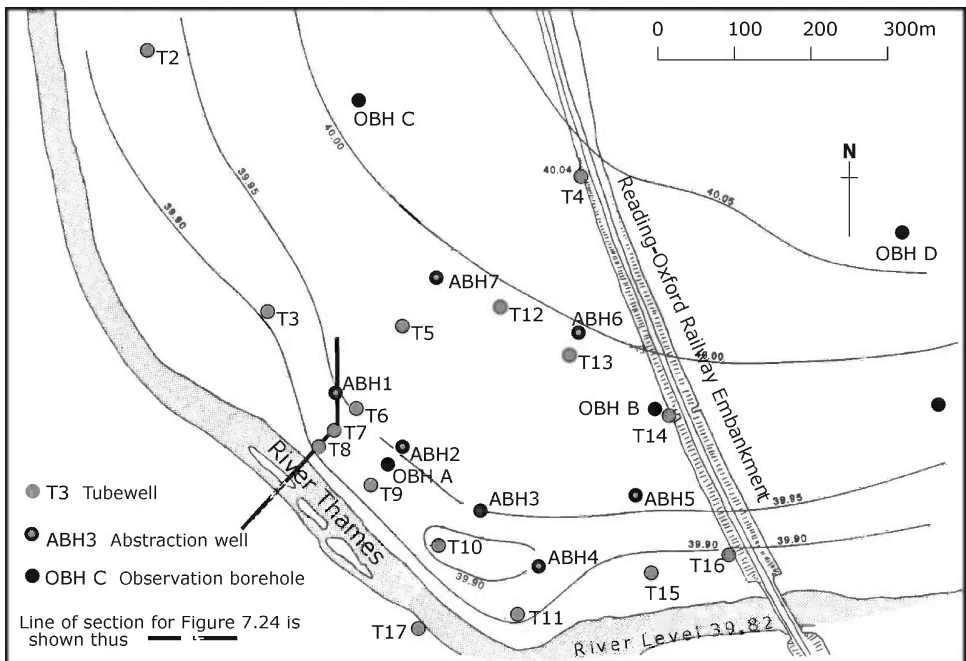 0 100 200 300m
T2
OBH C
40.00
39.95
39.90
40.04
T4
N
40.05
OBH D
Reading-Oxford Railway Embankment
ABH7
T3
T12
T5
ABH6
T13
40.00
ABH1
T6
OBH B
T7
T14
T8
ABH2
OBH A
T9
River Thames
ABH3
ABH5
39.95
T3 Tubewell
ABH3 Abstraction well
T10
ABH4
39.90
39.90
39.90
T16
OBH C Observation borehole
T15
T11
Line of section for Figure 7.24 is
shown thus
T17
River Level 39.82